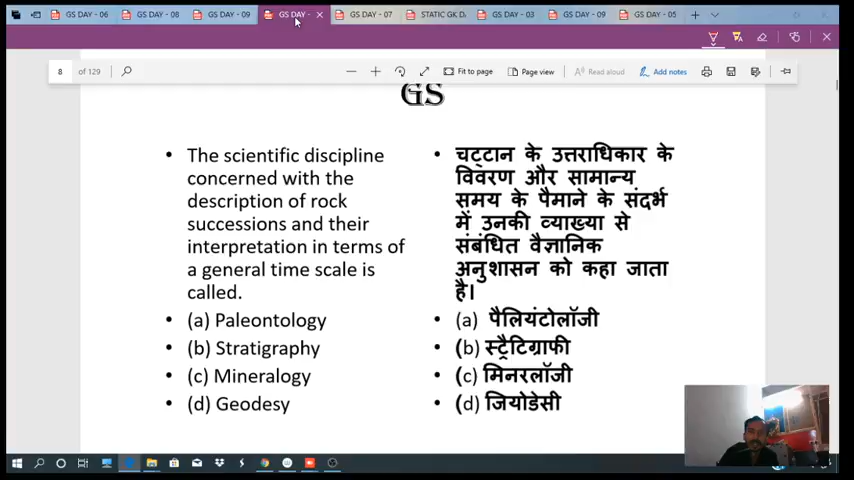 GS DAY - 06
GS DAY - 08
GS DAY - 09
GS DAY -
GS DAY - 07
STATIC GK D
GS DAY - 03
GS DAY - 09
GS DAY - 05
8 of 129
Fit to page
Page view
Read aloud
Add notes
GS
The scientific discipline
concerned with the
description of rock
successions and their
interpretation in terms of
a general time scale is
called.
(a) Paleontology
(b) Stratigraphy
(c) Mineralogy
(d) Geodesy
चट्टान के उत्तराधिकार के
विवरण और सामान्य
समय के पैमाने के संदर्भ
में उनकी व्याख्या से
संबंधित वैज्ञानिक
अनुशासन को कहा जाता
है।
(a) पैलियंटोलॉजी
(b) स्ट्रैटिग्राफी
(c) मिनरलॉजी
(d) जियोडेसी